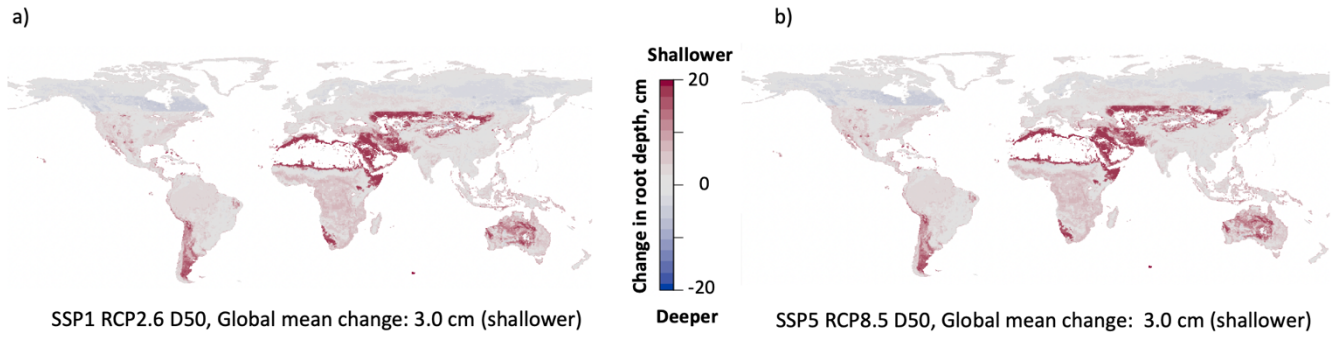 a)
b)
Shallower
20
0
-20
Change in root depth, cm
Deeper
SSP1 RCP2.6 D50, Global mean change: 3.0 cm (shallower)
SSP5 RCP8.5 D50, Global mean change:  3.0 cm (shallower)